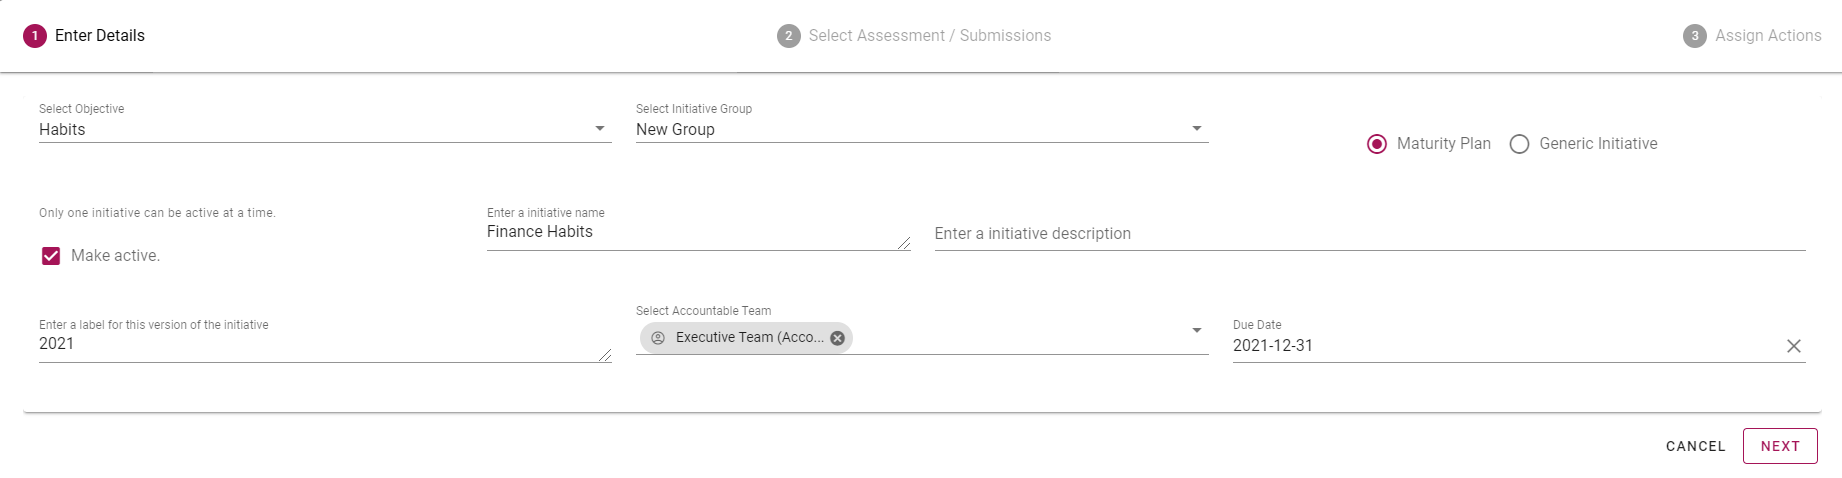 1 Enter Details
2 Select Assessment / Submissions
3 Assign Actions
Select Objective
Habits
Select Initiative Group
New Group
Maturity Plan
Generic Initiative
Only one initiative can be active at a time.
Make active.
Enter a initiative name
Finance Habits
Enter a initiative description
Enter a label for this version of the initiative
2021
Select Accountable Team
Executive Team (Acco...
Due Date
2021-12-31
CANCEL
NEXT